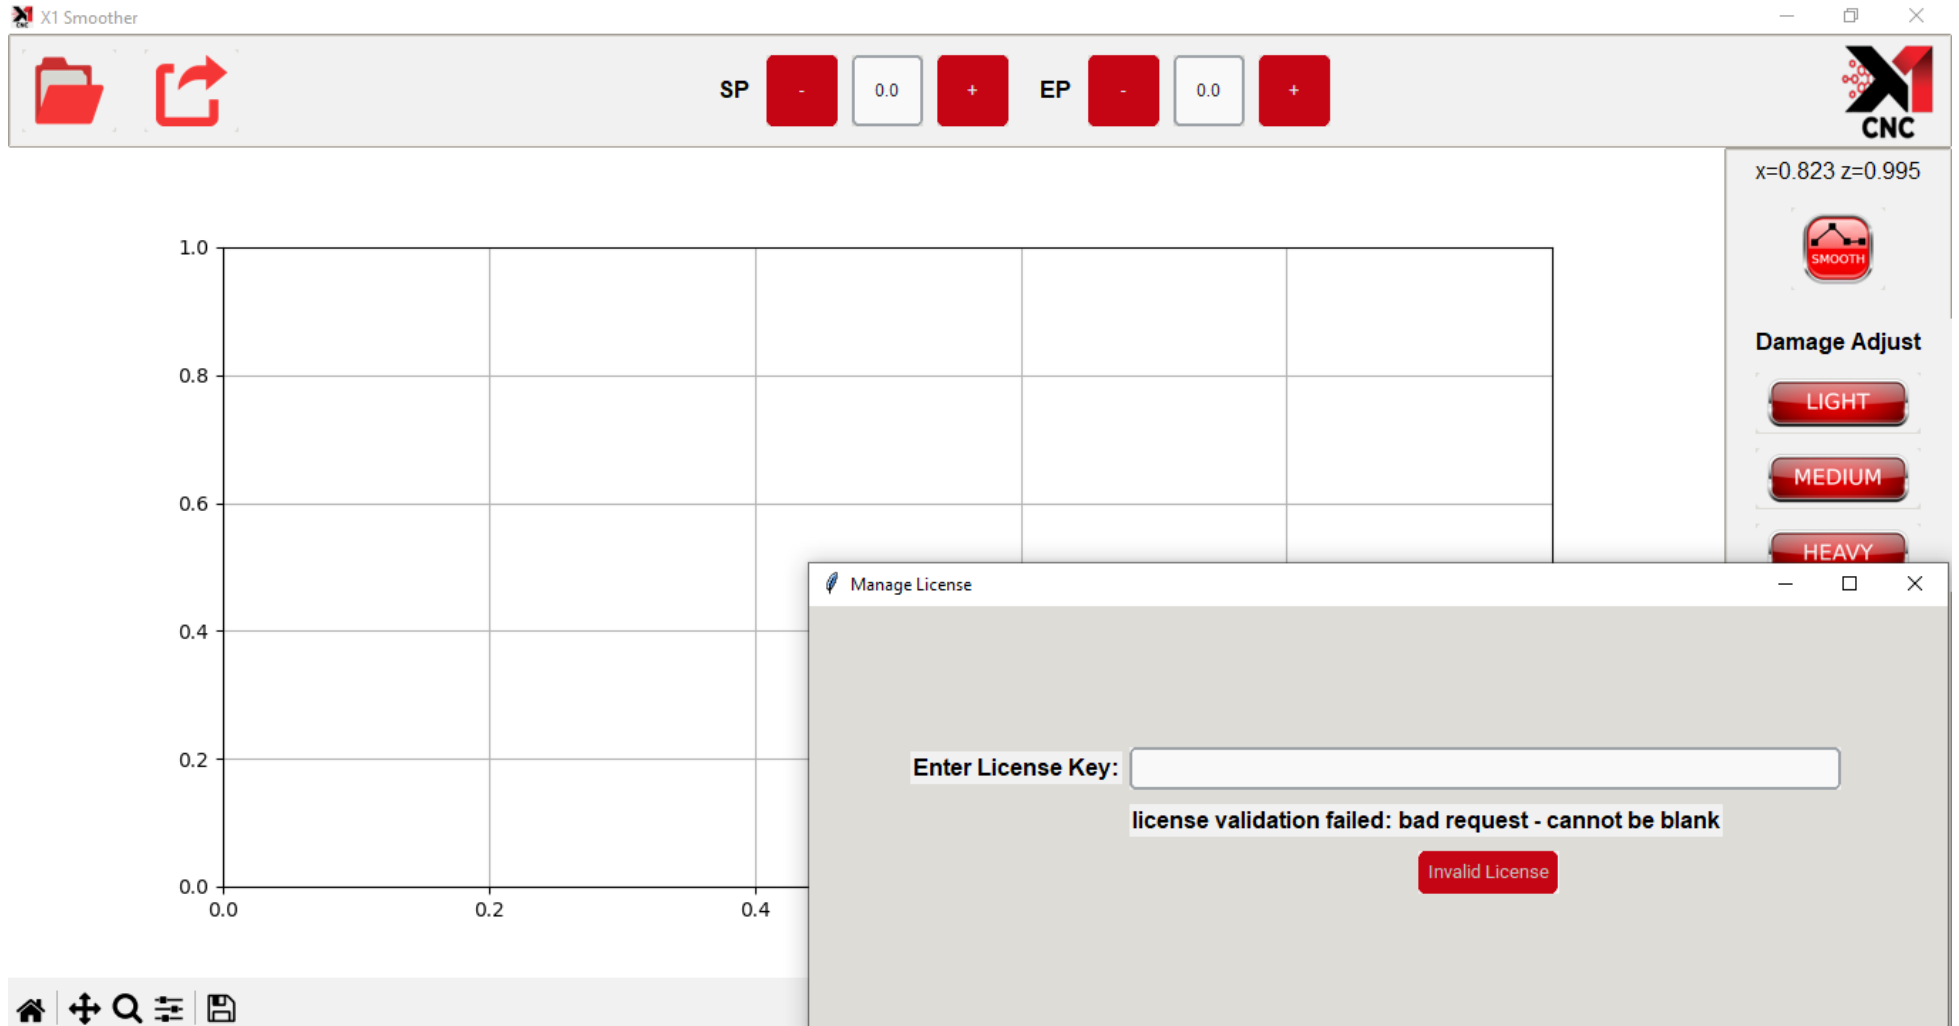 X1 Smoother
SP - 0.0 + EP - 0.0 +
X1
CNC
x=0.823 z=0.995
SMOOTH
Damage Adjust
LIGHT
MEDIUM
HEAVY
1.0
0.8
0.6
0.4
0.2
0.0
0.0 0.2 0.4
Manage License
Enter License Key:
license validation failed: bad request - cannot be blank
Invalid License